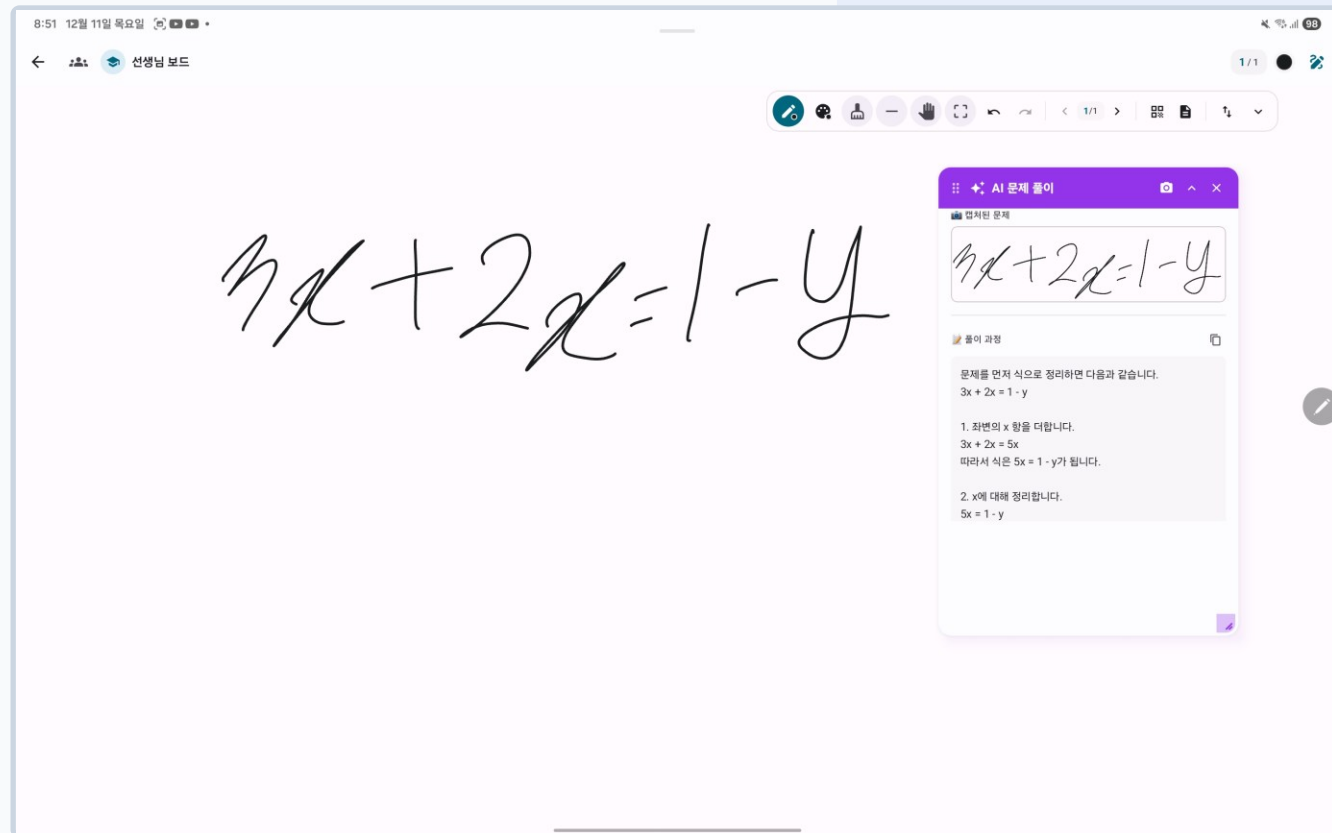 8:51 12월 11일 목요일
98
선생님 보드
1 / 1
1/1
AI 문제 풀이
캡처된 문제
3x+2x=1-y
3x+2x=1-y
풀이 과정
문제를 먼저 식으로 정리하면 다음과 같습니다.
3x + 2x = 1 - y
1. 좌변의 x 항을 더합니다.
3x + 2x = 5x
따라서 식은 5x = 1 - y가 됩니다.
2. x에 대해 정리합니다.
5x = 1 - y